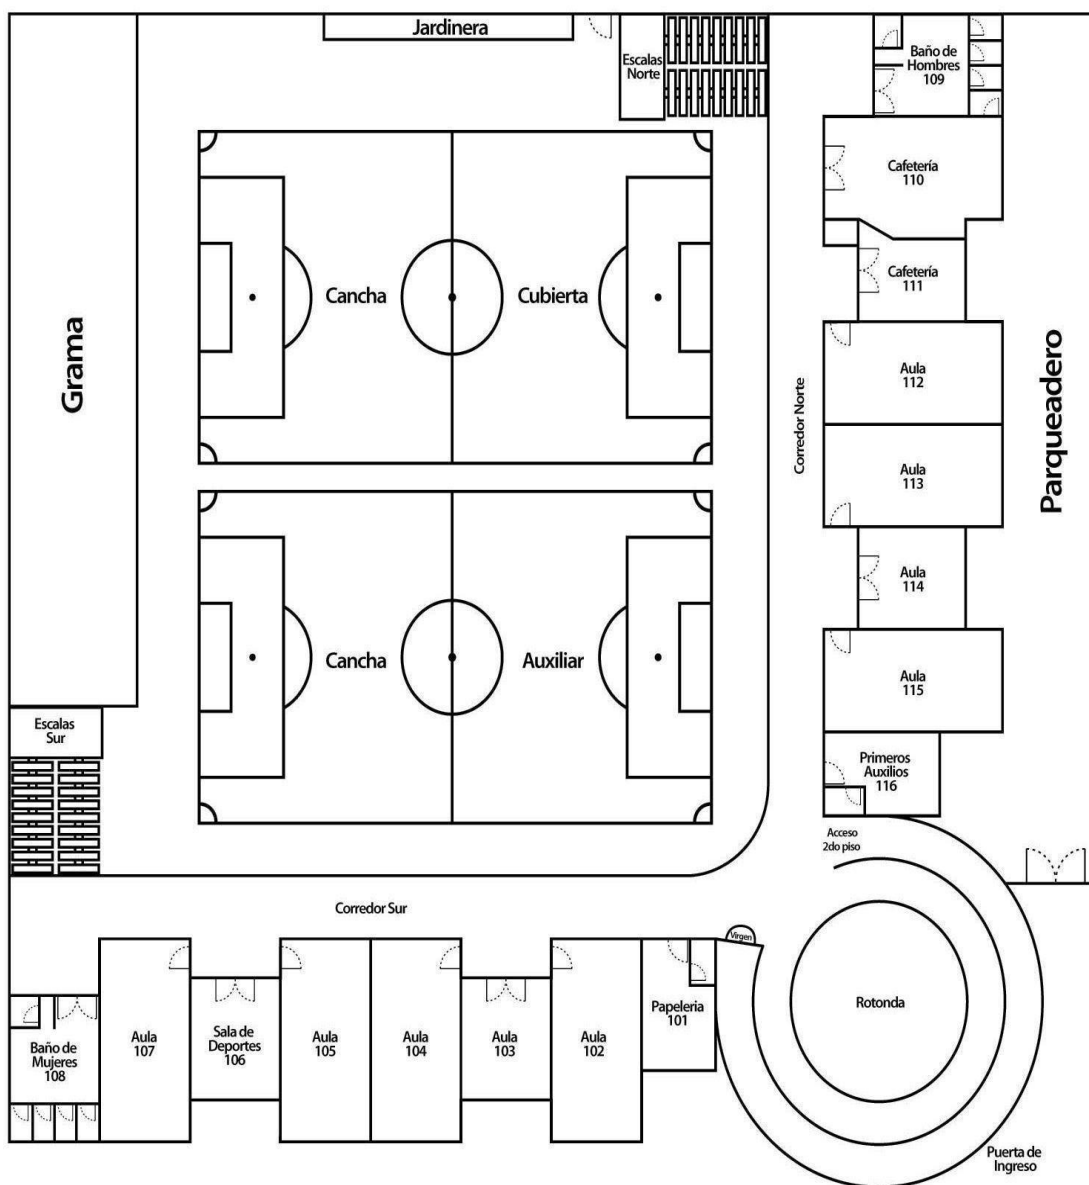 Jardinera
Escalas
Norte
Baño de
Hombres
109
Cafetería
110
Cafetería
111
Cancha
Cubierta
Grama
Aula
112
Corredor Norte
Parqueadero
Aula
113
Aula
114
Cancha
Auxiliar
Aula
115
Escalas
Sur
Primeros
Auxilios
116
Acceso
2do piso
Corredor Sur
Virgen
Rotonda
Papeleria
101
Aula
102
Aula
103
Aula
104
Aula
105
Sala de
Deportes
106
Aula
107
Baño de
Mujeres
108
Puerta de
Ingreso